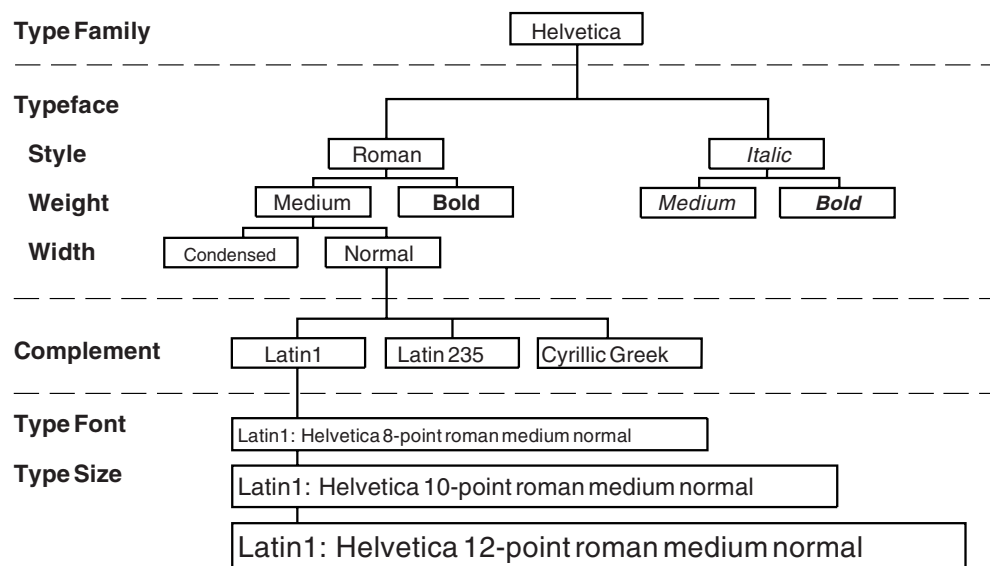 Type Family Helvetica
Typeface
Style Roman Italic
Weight Medium Bold Medium Bold
Width Condensed Normal
Complement Latin1 Latin 235 Cyrillic Greek
Type Font
Latin1: Helvetica 8-point roman medium normal
Type Size
Latin1: Helvetica 10-point roman medium normal
Latin1: Helvetica 12-point roman medium normal